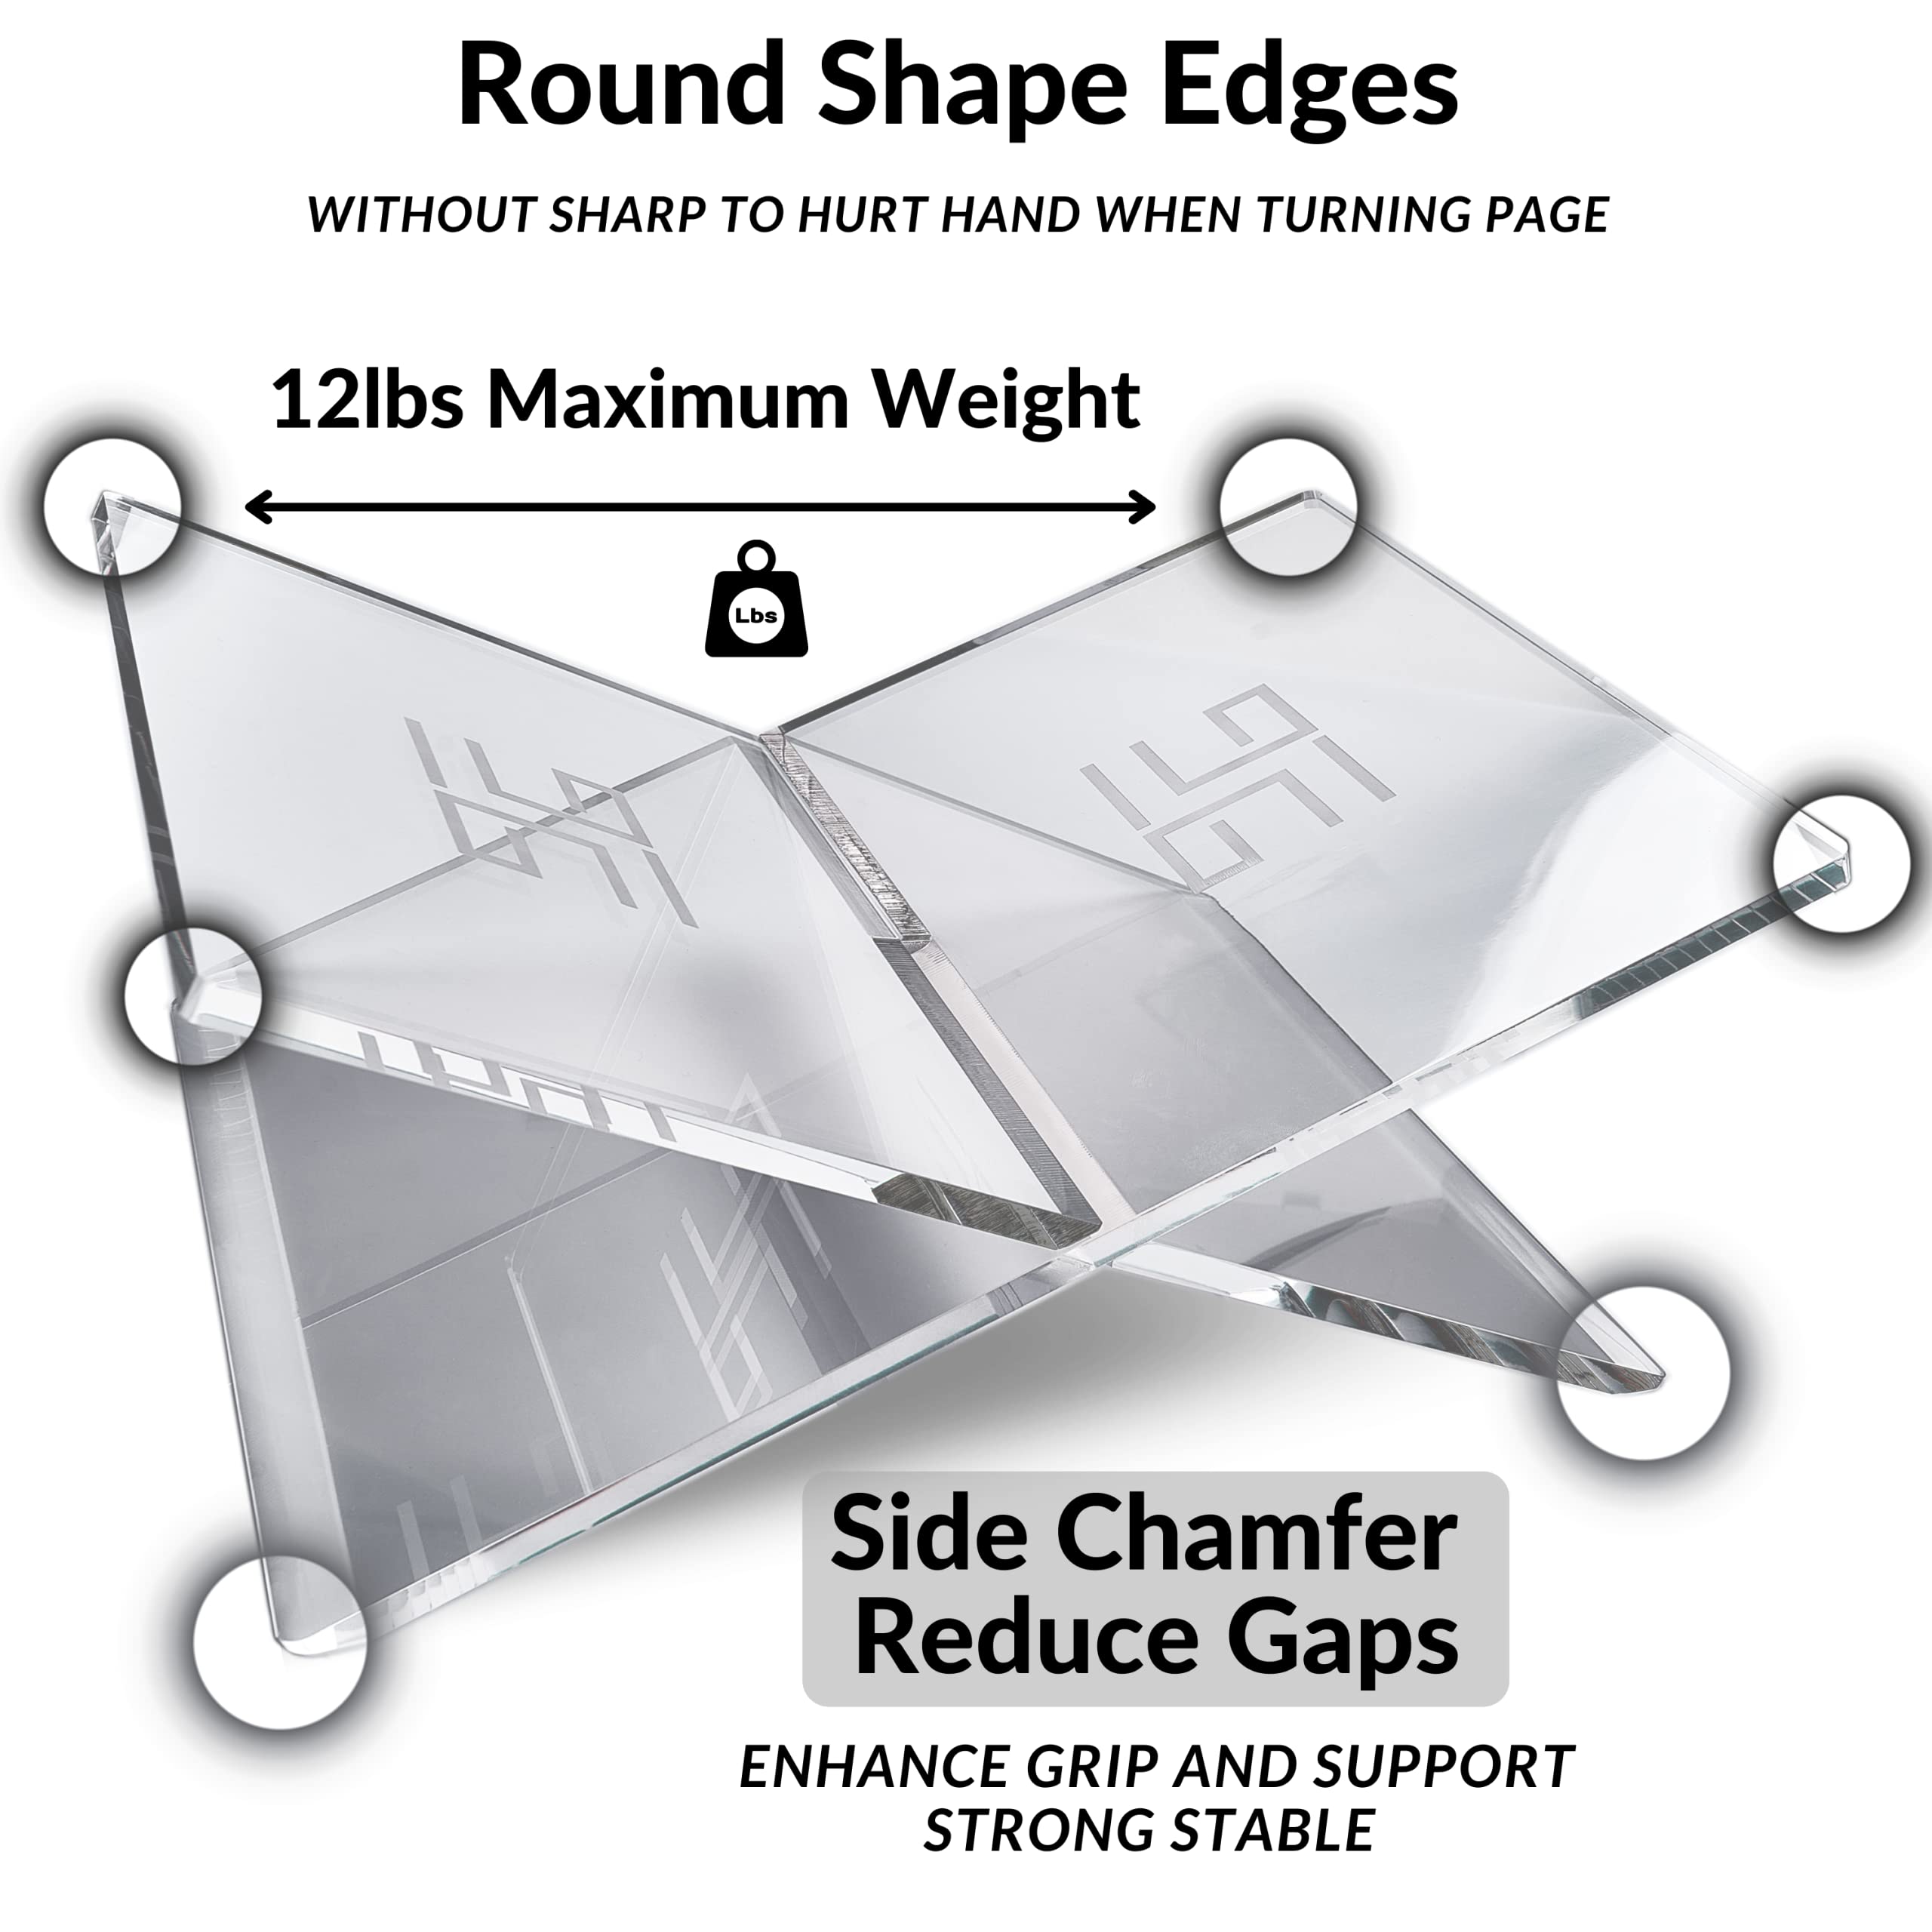 Round Shape Edges
WITHOUT SHARP TO HURT HAND WHEN TURNING PAGE
12lbs Maximum Weight
Lbs
Side Chamfer
Reduce Gaps
ENHANCE GRIP AND SUPPORT
STRONG STABLE